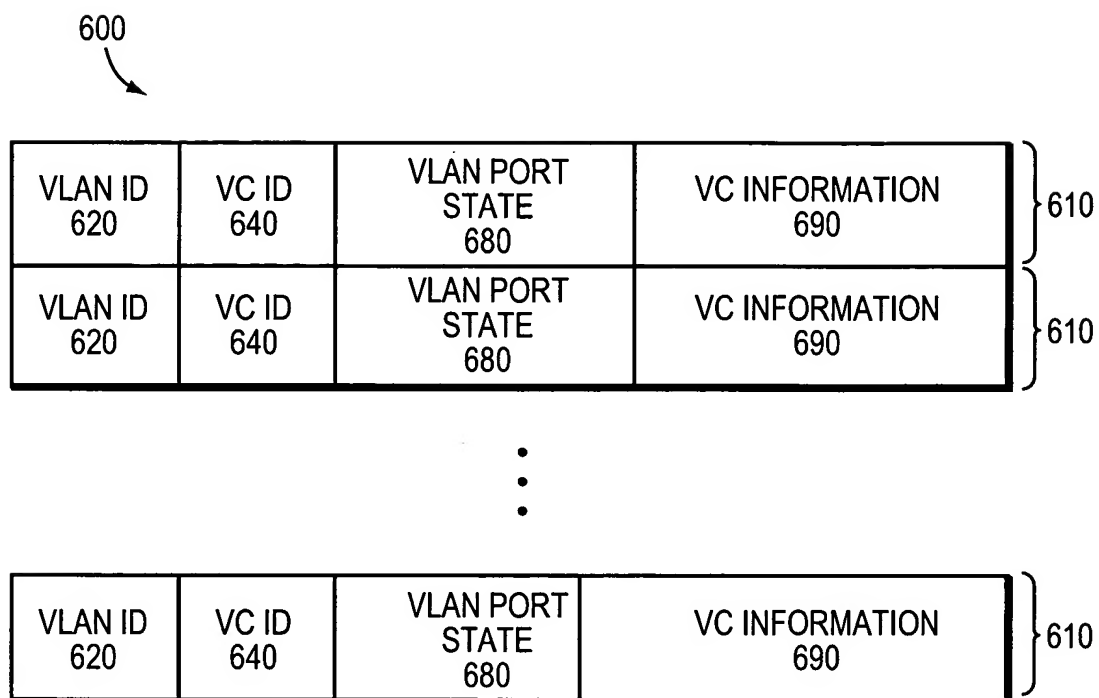 600
VLAN ID
620
VC ID
640
VLAN PORT
STATE
680
VC INFORMATION
690
610
VLAN ID
620
VC ID
640
VLAN PORT
STATE
680
VC INFORMATION
690
610
VLAN ID
620
VC ID
640
VLAN PORT
STATE
680
VC INFORMATION
690
610